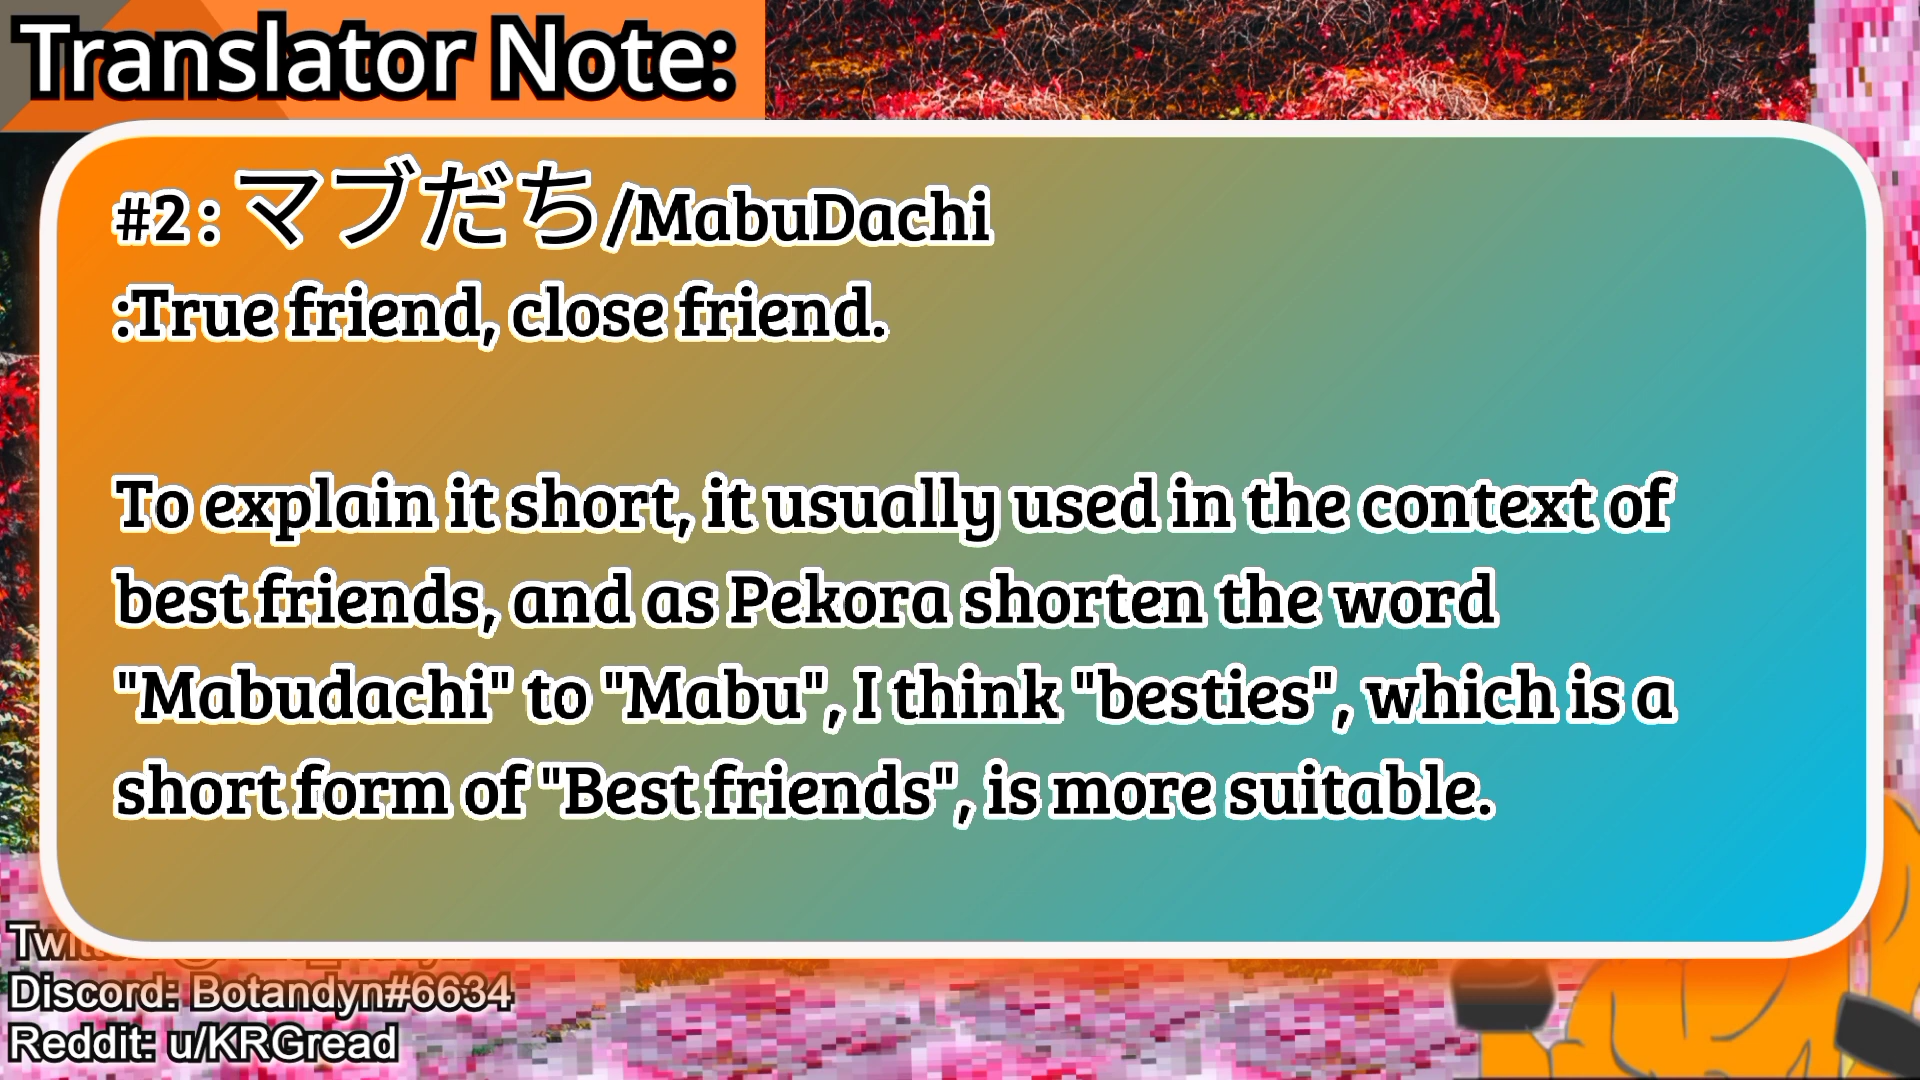 Translator Note:
#2 : マブだち/MabuDachi
:True friend, close friend.
To explain it short, it usually used in the context of
best friends, and as Pekora shorten the word
"Mabudachi" to "Mabu", I think "besties", which is a
short form of "Best friends", is more suitable.
Discord: Botandyn#6634
Reddit: u/KRGread